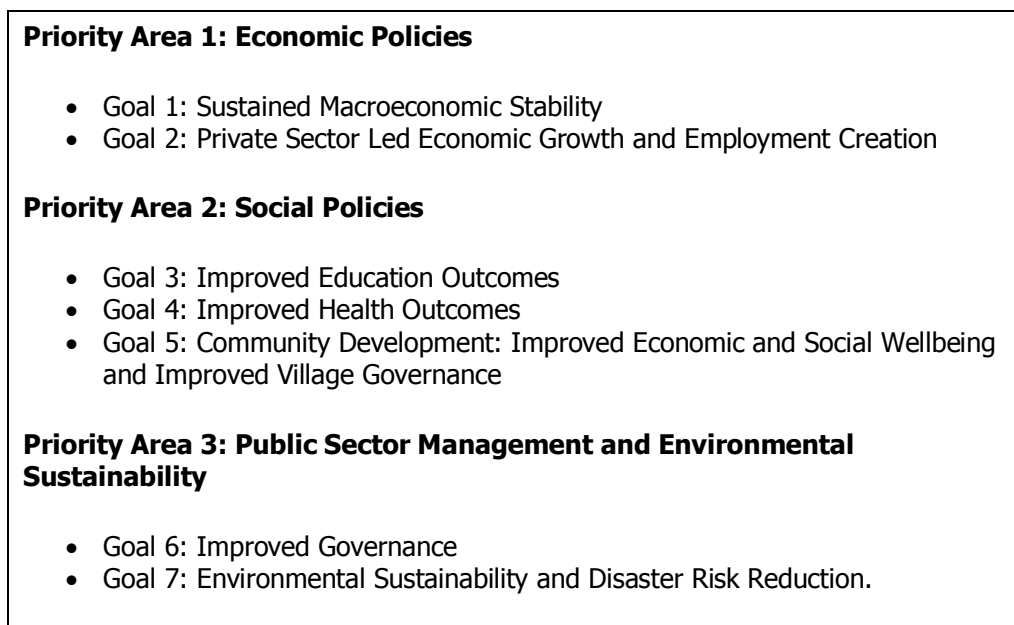 Priority Area 1: Economic Policies
• Goal 1: Sustained Macroeconomic Stability
• Goal 2: Private Sector Led Economic Growth and Employment Creation
Priority Area 2: Social Policies
• Goal 3: Improved Education Outcomes
• Goal 4: Improved Health Outcomes
• Goal 5: Community Development: Improved Economic and Social Wellbeing
and Improved Village Governance
Priority Area 3: Public Sector Management and Environmental
Sustainability
• Goal 6: Improved Governance
• Goal 7: Environmental Sustainability and Disaster Risk Reduction.